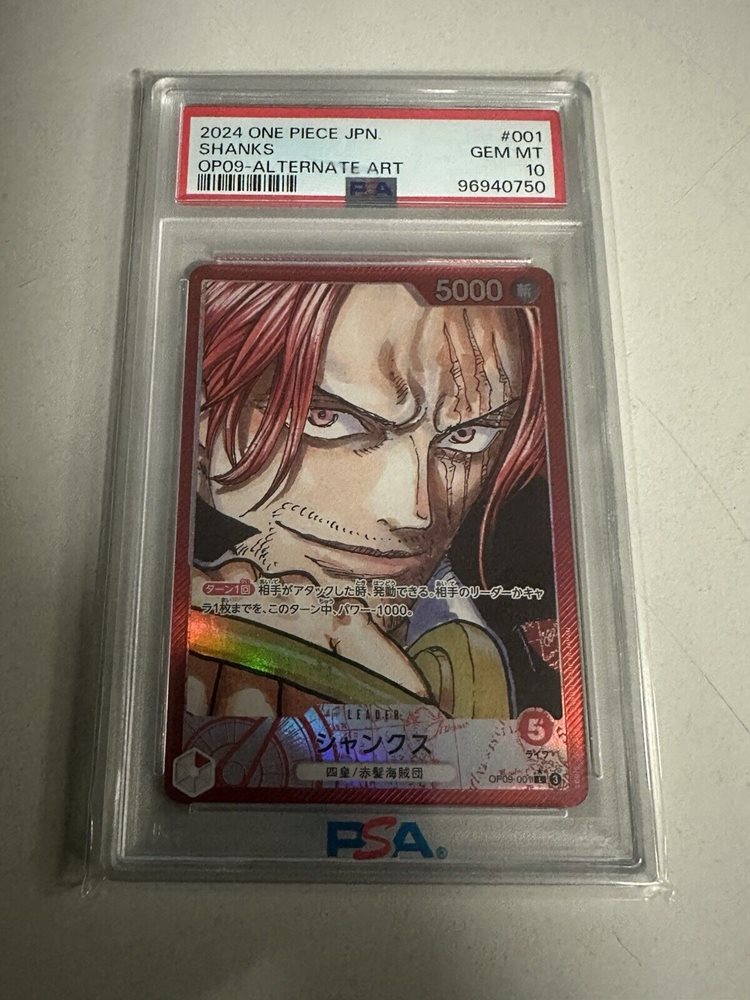 2024 ONE PIECE JPN. #001
SHANKS GEM MT
OP09-ALTERNATE ART 10
PSA 96940750
5000 斬
ターン1回 相手がアタックした時、発動できる。相手のリーダーかキャ
ラ1枚までを、このターン中、パワー-1000。
LEADER
シャンクス
5
ライフ
四皇/赤髪海賊団
OP09-001 L 3
PSA®